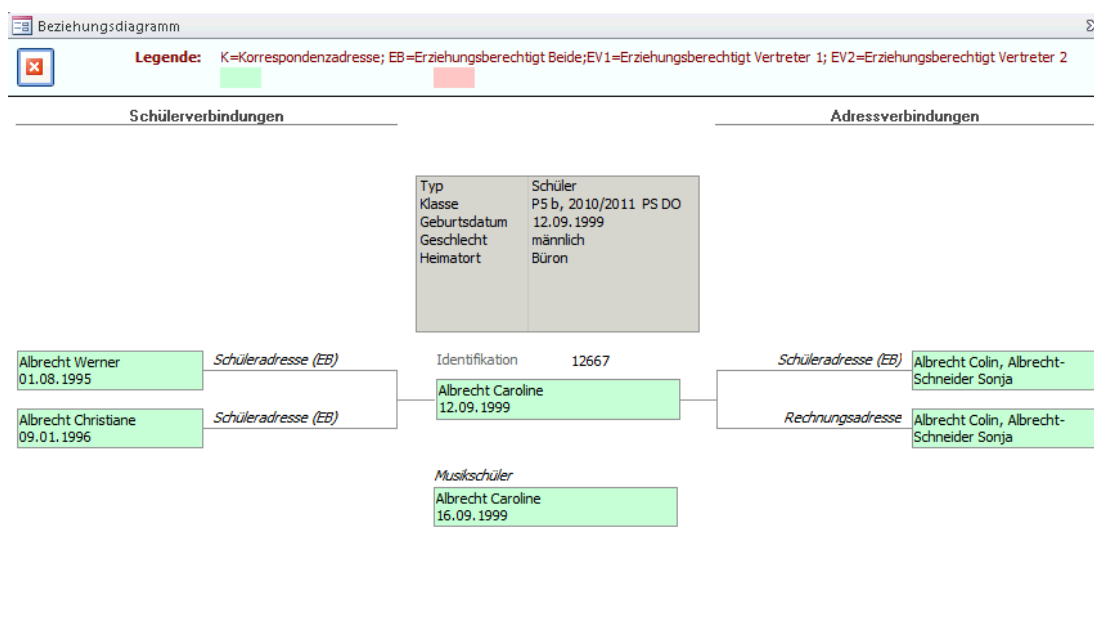 Beziehungsdiagramm
Legende: K=Korrespondenzadresse; EB=Erziehungsberechtigt Beide;EV1=Erziehungsberechtigt Vertreter 1; EV2=Erziehungsberechtigt Vertreter 2
Schülerverbindungen
Adressverbindungen
Typ Schüler
Klasse P5 b, 2010/2011 PS DO
Geburtsdatum 12.09.1999
Geschlecht männlich
Heimatort Büron
Albrecht Werner
01.08.1995
Schüleradresse (EB)
Albrecht Christiane
09.01.1996
Schüleradresse (EB)
Identifikation 12667
Albrecht Caroline
12.09.1999
Schüleradresse (EB)
Albrecht Colin, Albrecht-
Schneider Sonja
Rechnungsadresse
Albrecht Colin, Albrecht-
Schneider Sonja
Musikschüler
Albrecht Caroline
16.09.1999